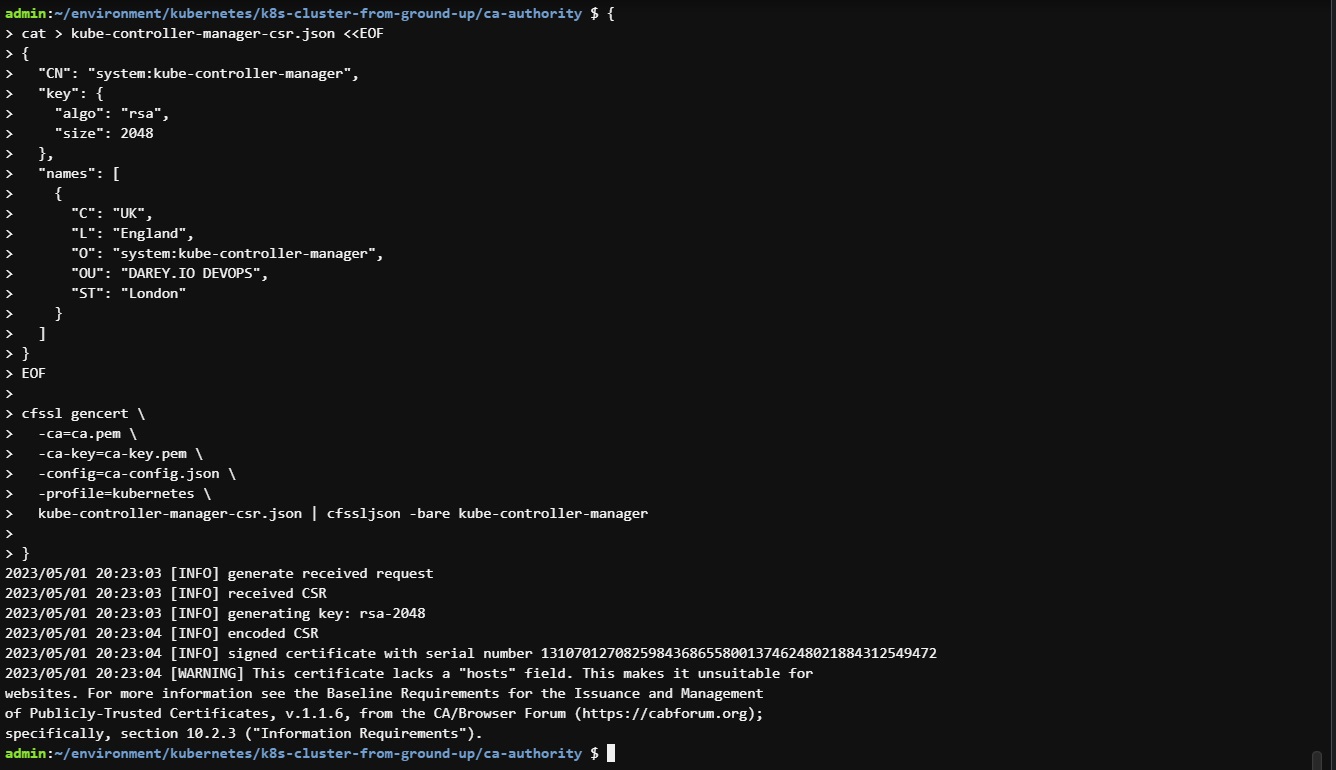 admin:~/environment/kubernetes/k8s-cluster-from-ground-up/ca-authority $ {
> cat > kube-controller-manager-csr.json <<EOF
> {
>   "CN": "system:kube-controller-manager",
>   "key": {
>     "algo": "rsa",
>     "size": 2048
>   },
>   "names": [
>     {
>       "C": "UK",
>       "L": "England",
>       "O": "system:kube-controller-manager",
>       "OU": "DAREY.IO DEVOPS",
>       "ST": "London"
>     }
>   ]
> }
> EOF
>
> cfssl gencert \
>   -ca=ca.pem \
>   -ca-key=ca-key.pem \
>   -config=ca-config.json \
>   -profile=kubernetes \
>   kube-controller-manager-csr.json | cfssljson -bare kube-controller-manager
>
> }
2023/05/01 20:23:03 [INFO] generate received request
2023/05/01 20:23:03 [INFO] received CSR
2023/05/01 20:23:03 [INFO] generating key: rsa-2048
2023/05/01 20:23:04 [INFO] encoded CSR
2023/05/01 20:23:04 [INFO] signed certificate with serial number 131070127082598436865580013746248021884312549472
2023/05/01 20:23:04 [WARNING] This certificate lacks a "hosts" field. This makes it unsuitable for
websites. For more information see the Baseline Requirements for the Issuance and Management
of Publicly-Trusted Certificates, v.1.1.6, from the CA/Browser Forum (https://cabforum.org);
specifically, section 10.2.3 ("Information Requirements").
admin:~/environment/kubernetes/k8s-cluster-from-ground-up/ca-authority $